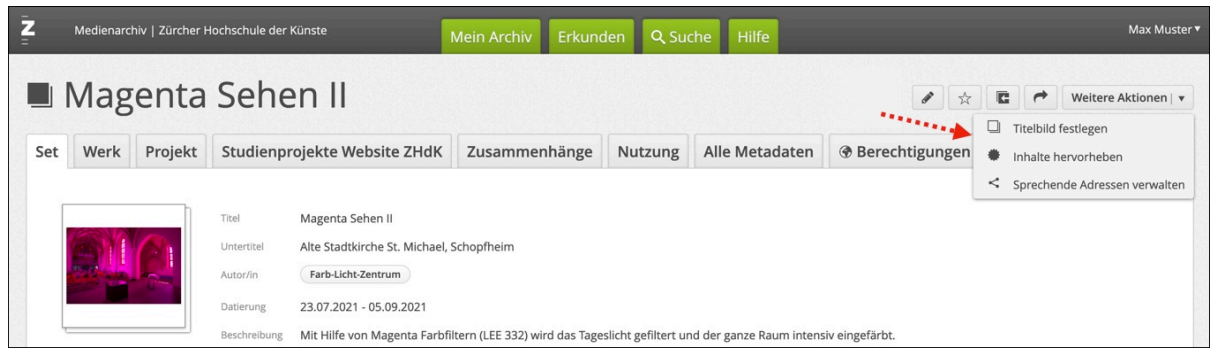 Z Medienarchiv | Zürcher Hochschule der Künste Mein Archiv Erkunden Suche Hilfe Max Muster
Magenta Sehen II Weitere Aktionen
Titelbild festlegen
Inhalte hervorheben
Sprechende Adressen verwalten
Set Werk Projekt Studienprojekte Website ZHdK Zusammenhänge Nutzung Alle Metadaten Berechtigungen
Titel Magenta Sehen II
Untertitel Alte Stadtkirche St. Michael, Schopfheim
Autor/in Farb-Licht-Zentrum
Datierung 23.07.2021 - 05.09.2021
Beschreibung Mit Hilfe von Magenta Farbfiltern (LEE 332) wird das Tageslicht gefiltert und der ganze Raum intensiv eingefärbt.